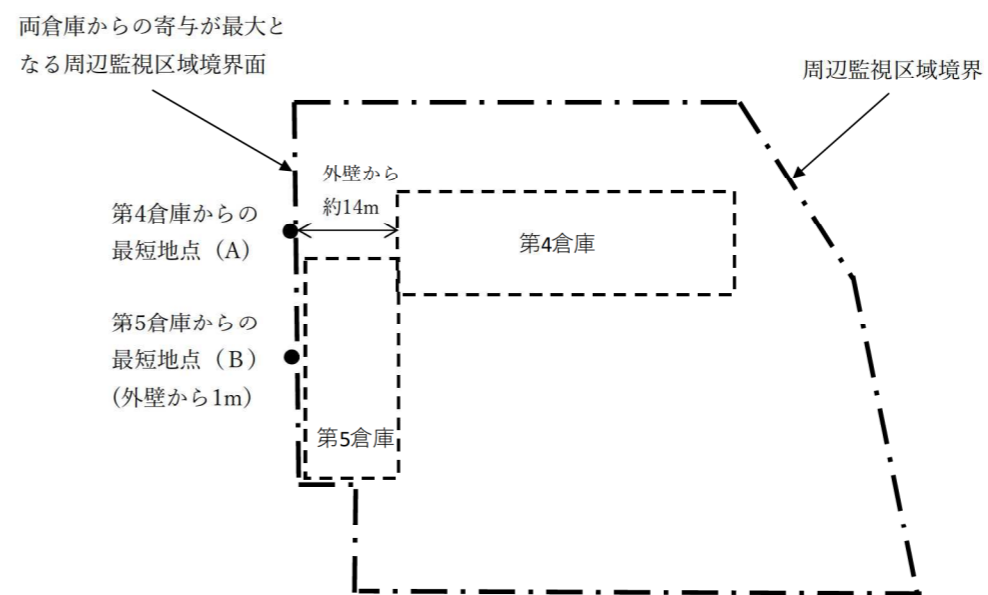 両倉庫からの寄与が最大と
なる周辺監視区域境界面
周辺監視区域境界
外壁から
約14m
第4倉庫からの
最短地点（A）
第4倉庫
第5倉庫からの
最短地点（B）
(外壁から1m)
第5倉庫